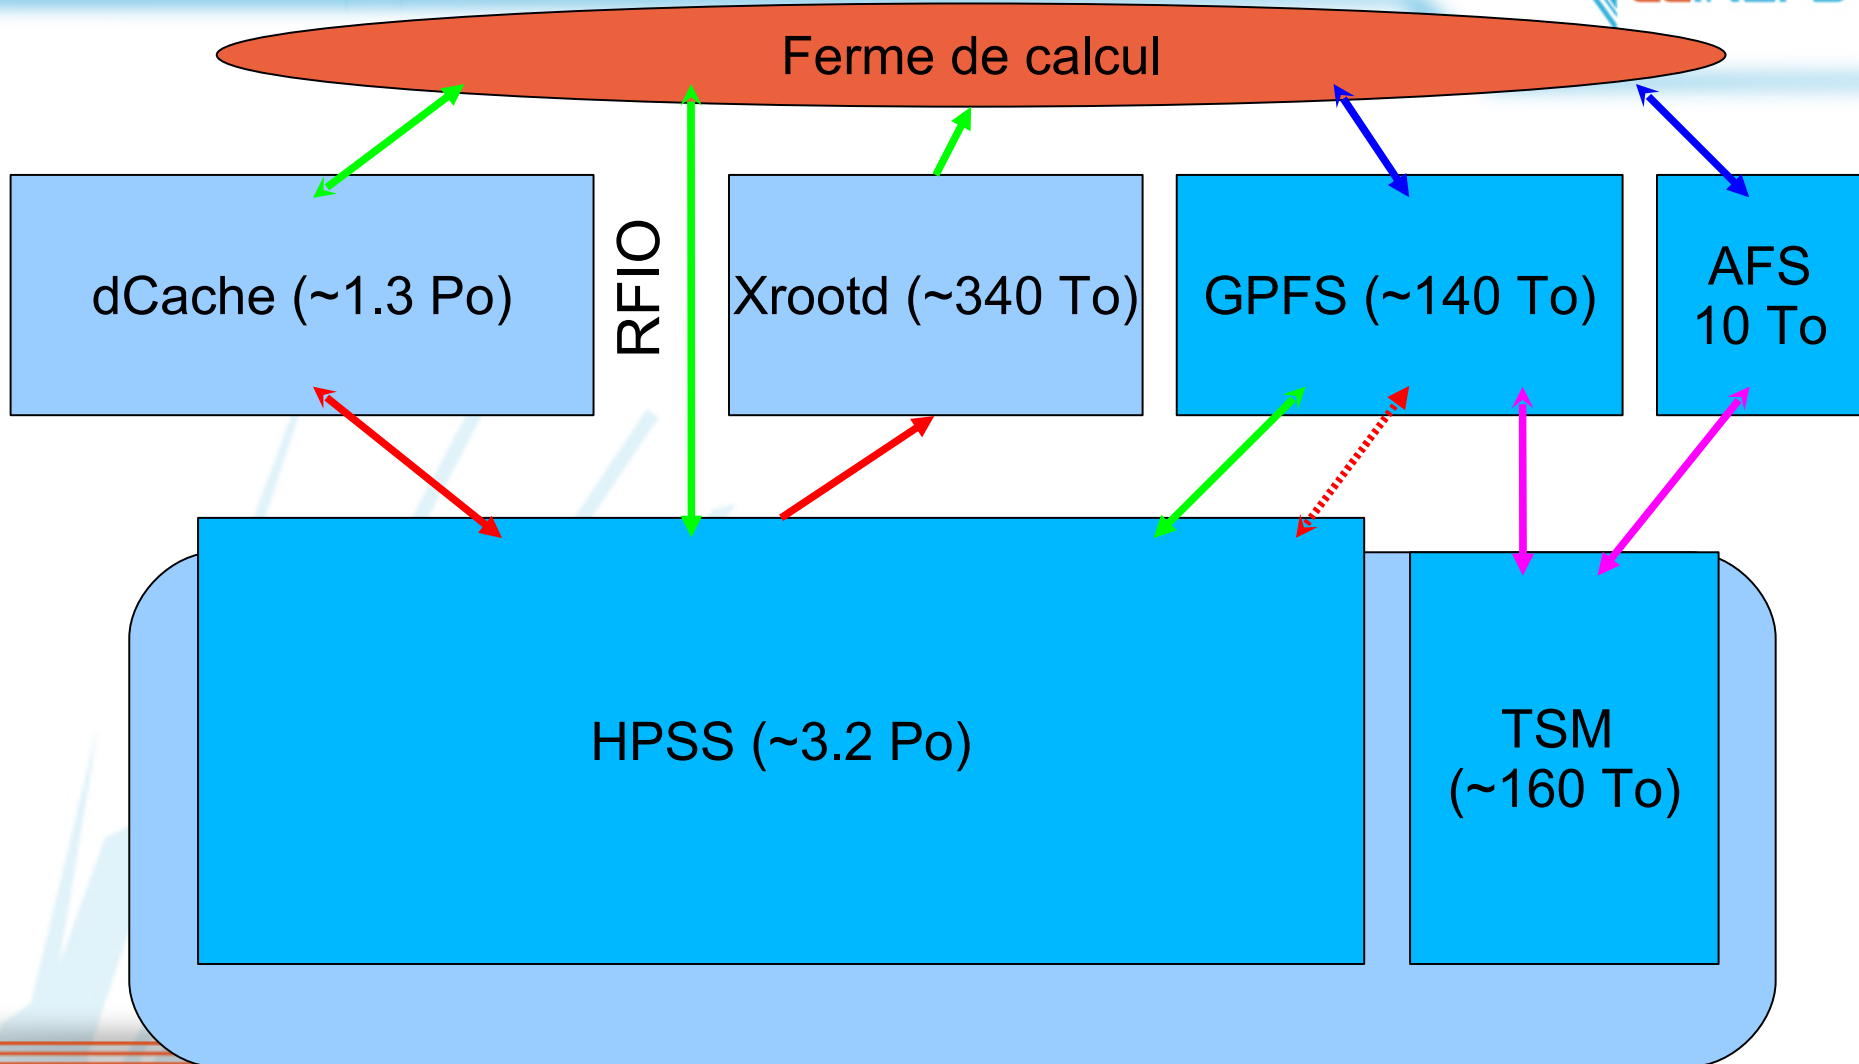 Ferme de calcul
dCache (~1.3 Po)
RFIO
Xrootd (~340 To)
GPFS (~140 To)
AFS
10 To
HPSS (~3.2 Po)
TSM
(~160 To)